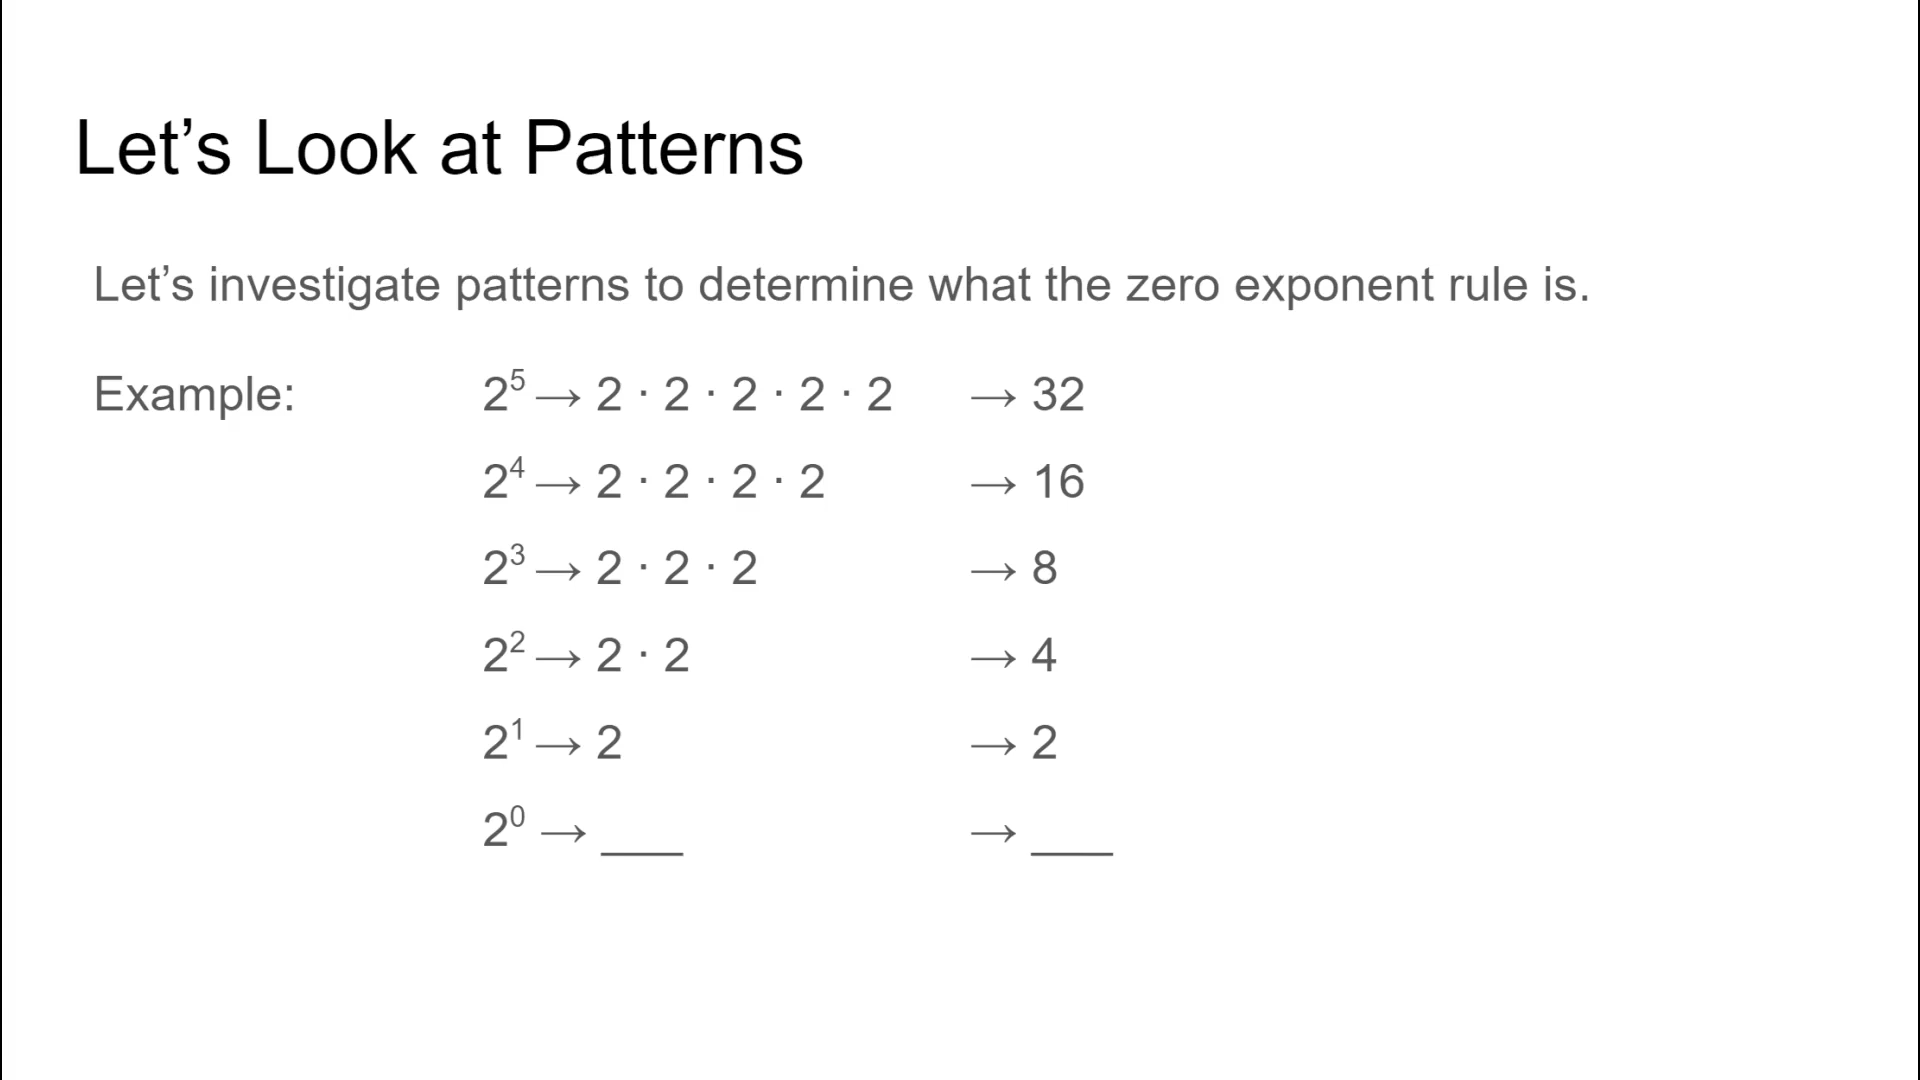 Let’s Look at Patterns
Let’s investigate patterns to determine what the zero exponent rule is.
Example: 2⁵ → 2 · 2 · 2 · 2 · 2 → 32
2⁴ → 2 · 2 · 2 · 2 → 16
2³ → 2 · 2 · 2 → 8
2² → 2 · 2 → 4
2¹ → 2 → 2
2⁰ → ___ → ___